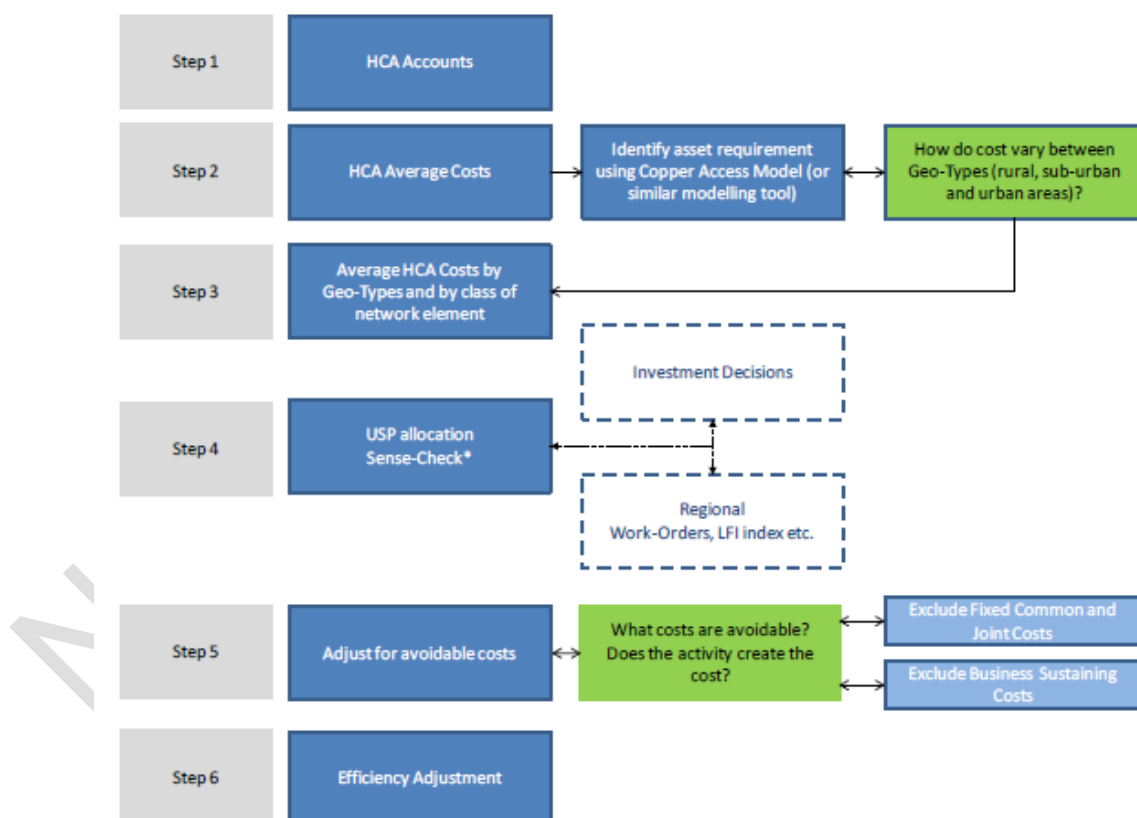 Step 1
HCA Accounts
Step 2
HCA Average Costs
Identify asset requirement
using Copper Access Model (or
similar modelling tool)
How do cost vary between
Geo-Types (rural, sub-urban
and urban areas)?
Step 3
Average HCA Costs by
Geo-Types and by class of
network element
Investment Decisions
Step 4
USP allocation
Sense-Check*
Regional
Work-Orders, LFI index etc.
Step 5
Adjust for avoidable costs
What costs are avoidable?
Does the activity create the
cost?
Exclude Fixed Common and
Joint Costs
Exclude Business Sustaining
Costs
Step 6
Efficiency Adjustment